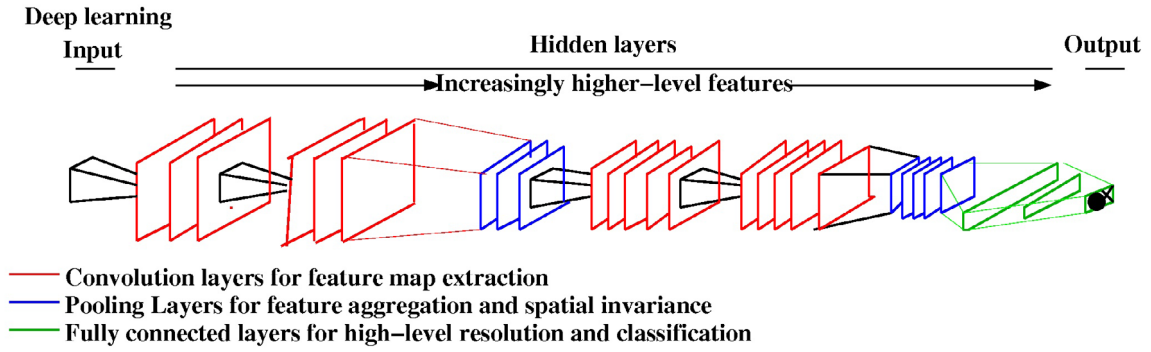 Deep learning
Input
Hidden layers
Output
Increasingly higher−level features
Convolution layers for feature map extraction
Pooling Layers for feature aggregation and spatial invariance
Fully connected layers for high−level resolution and classification